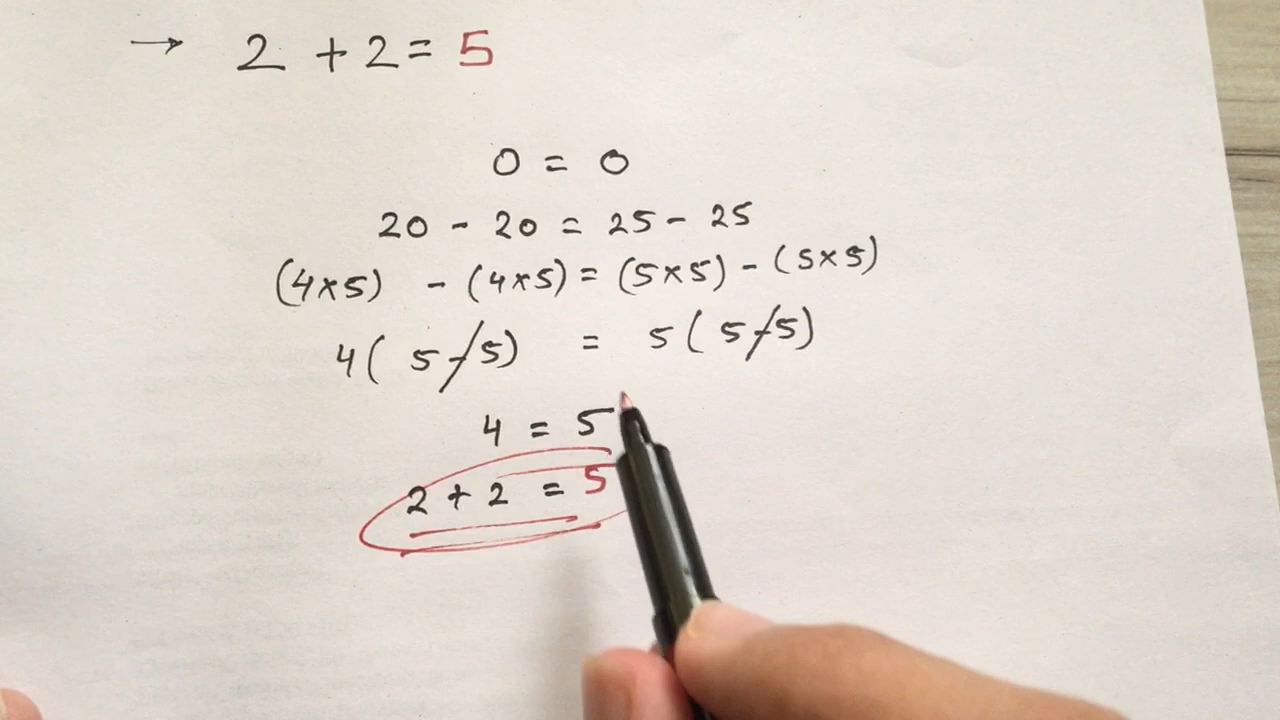 → 2 + 2 = 5
0 = 0
20 - 20 = 25 - 25
(4×5) - (4×5) = (5×5) - (5×5)
4(5-5) = 5(5-5)
4 = 5
2 + 2 = 5